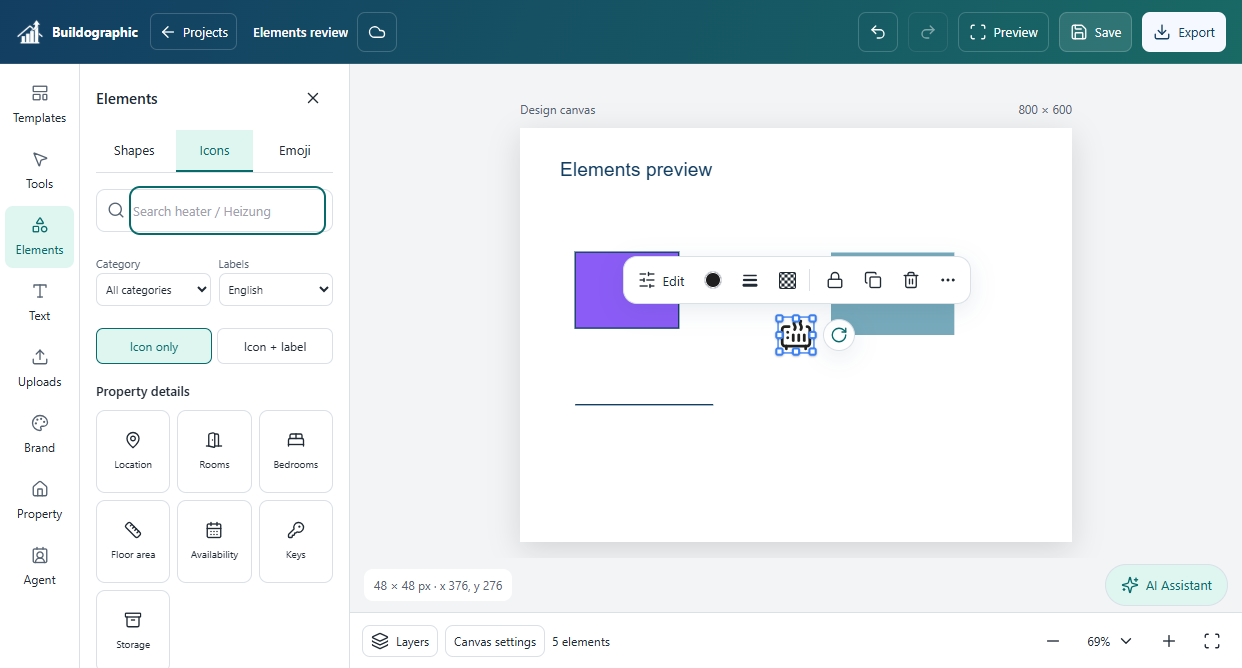 Buildographic
Projects
Elements review
Preview
Save
Export
Templates
Tools
Elements
Text
Uploads
Brand
Property
Agent
Elements
Shapes
Icons
Emoji
Search heater / Heizung
Category
Labels
All categories
English
Icon only
Icon + label
Property details
Location
Rooms
Bedrooms
Floor area
Availability
Keys
Storage
Design canvas
800 × 600
Elements preview
Edit
48 × 48 px · x 376, y 276
AI Assistant
Layers
Canvas settings
5 elements
69%